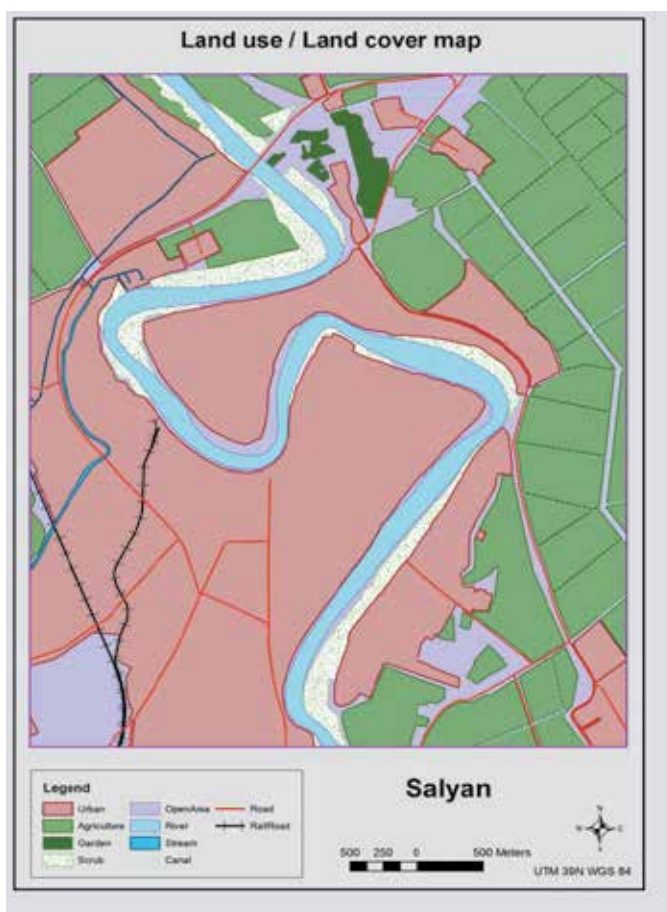 Land use / Land cover map
Legend
Urban
Agriculture
Garden
Scrub
OpenArea
River
Stream
Canal
Road
RailRoad
Salyan
N
W E
S
500 250 0 500 Meters
UTM 39N WGS 84